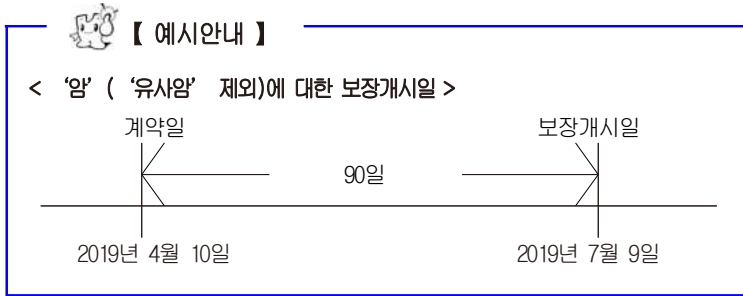 【 예시안내 】
< ‘암’ ( ‘유사암’ 제외)에 대한 보장개시일 >
계약일 보장개시일
90일
2019년 4월 10일 2019년 7월 9일